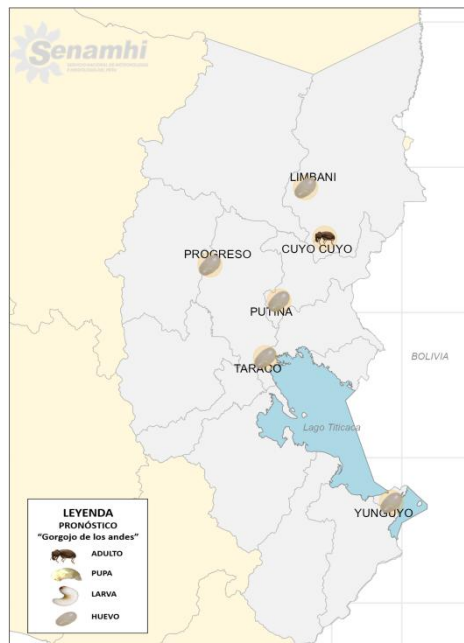 Senamhi
LIMBANI
CUYO CUYO
PROGRESO
PUTINA
TARACO
BOLIVIA
Lago Titicaca
YUNGUYO
LEYENDA
PRONÓSTICO
"Gorgojo de los andes"
ADULTO
PUPA
LARVA
HUEVO